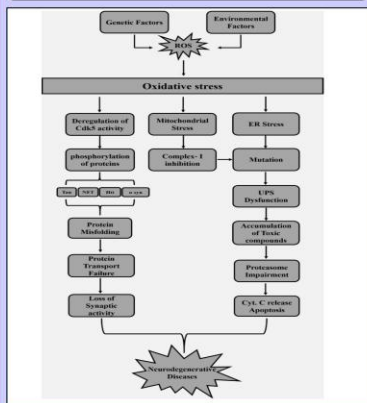 Genetic Factors
Environmental
Factors
ROS
Oxidative stress
Deregulation of
Cdk5 activity
Mitochondrial
Stress
ER Stress
phosphorylation
of proteins
Complex- I
inhibition
Mutation
Tau
NFT
α syn
UPS
Dysfunction
Protein
Misfolding
Accumulation
of Toxic
compounds
Protein
Transport
Failure
Proteasome
Impairment
Loss of
Synaptic
activity
Cyt. C release
Apoptosis
Neurodegenerative
Diseases